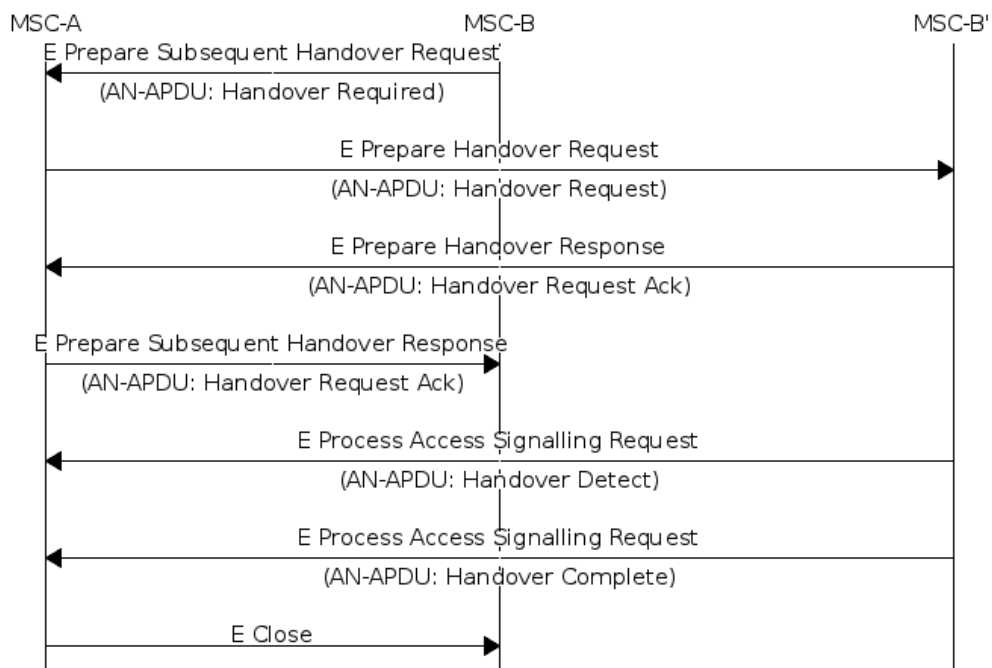 MSC-A MSC-B MSC-B'
E Prepare Subsequent Handover Request
(AN-APDU: Handover Required)
E Prepare Handover Request
(AN-APDU: Handover Request)
E Prepare Handover Response
(AN-APDU: Handover Request Ack)
E Prepare Subsequent Handover Response
(AN-APDU: Handover Request Ack)
E Process Access Signalling Request
(AN-APDU: Handover Detect)
E Process Access Signalling Request
(AN-APDU: Handover Complete)
E Close